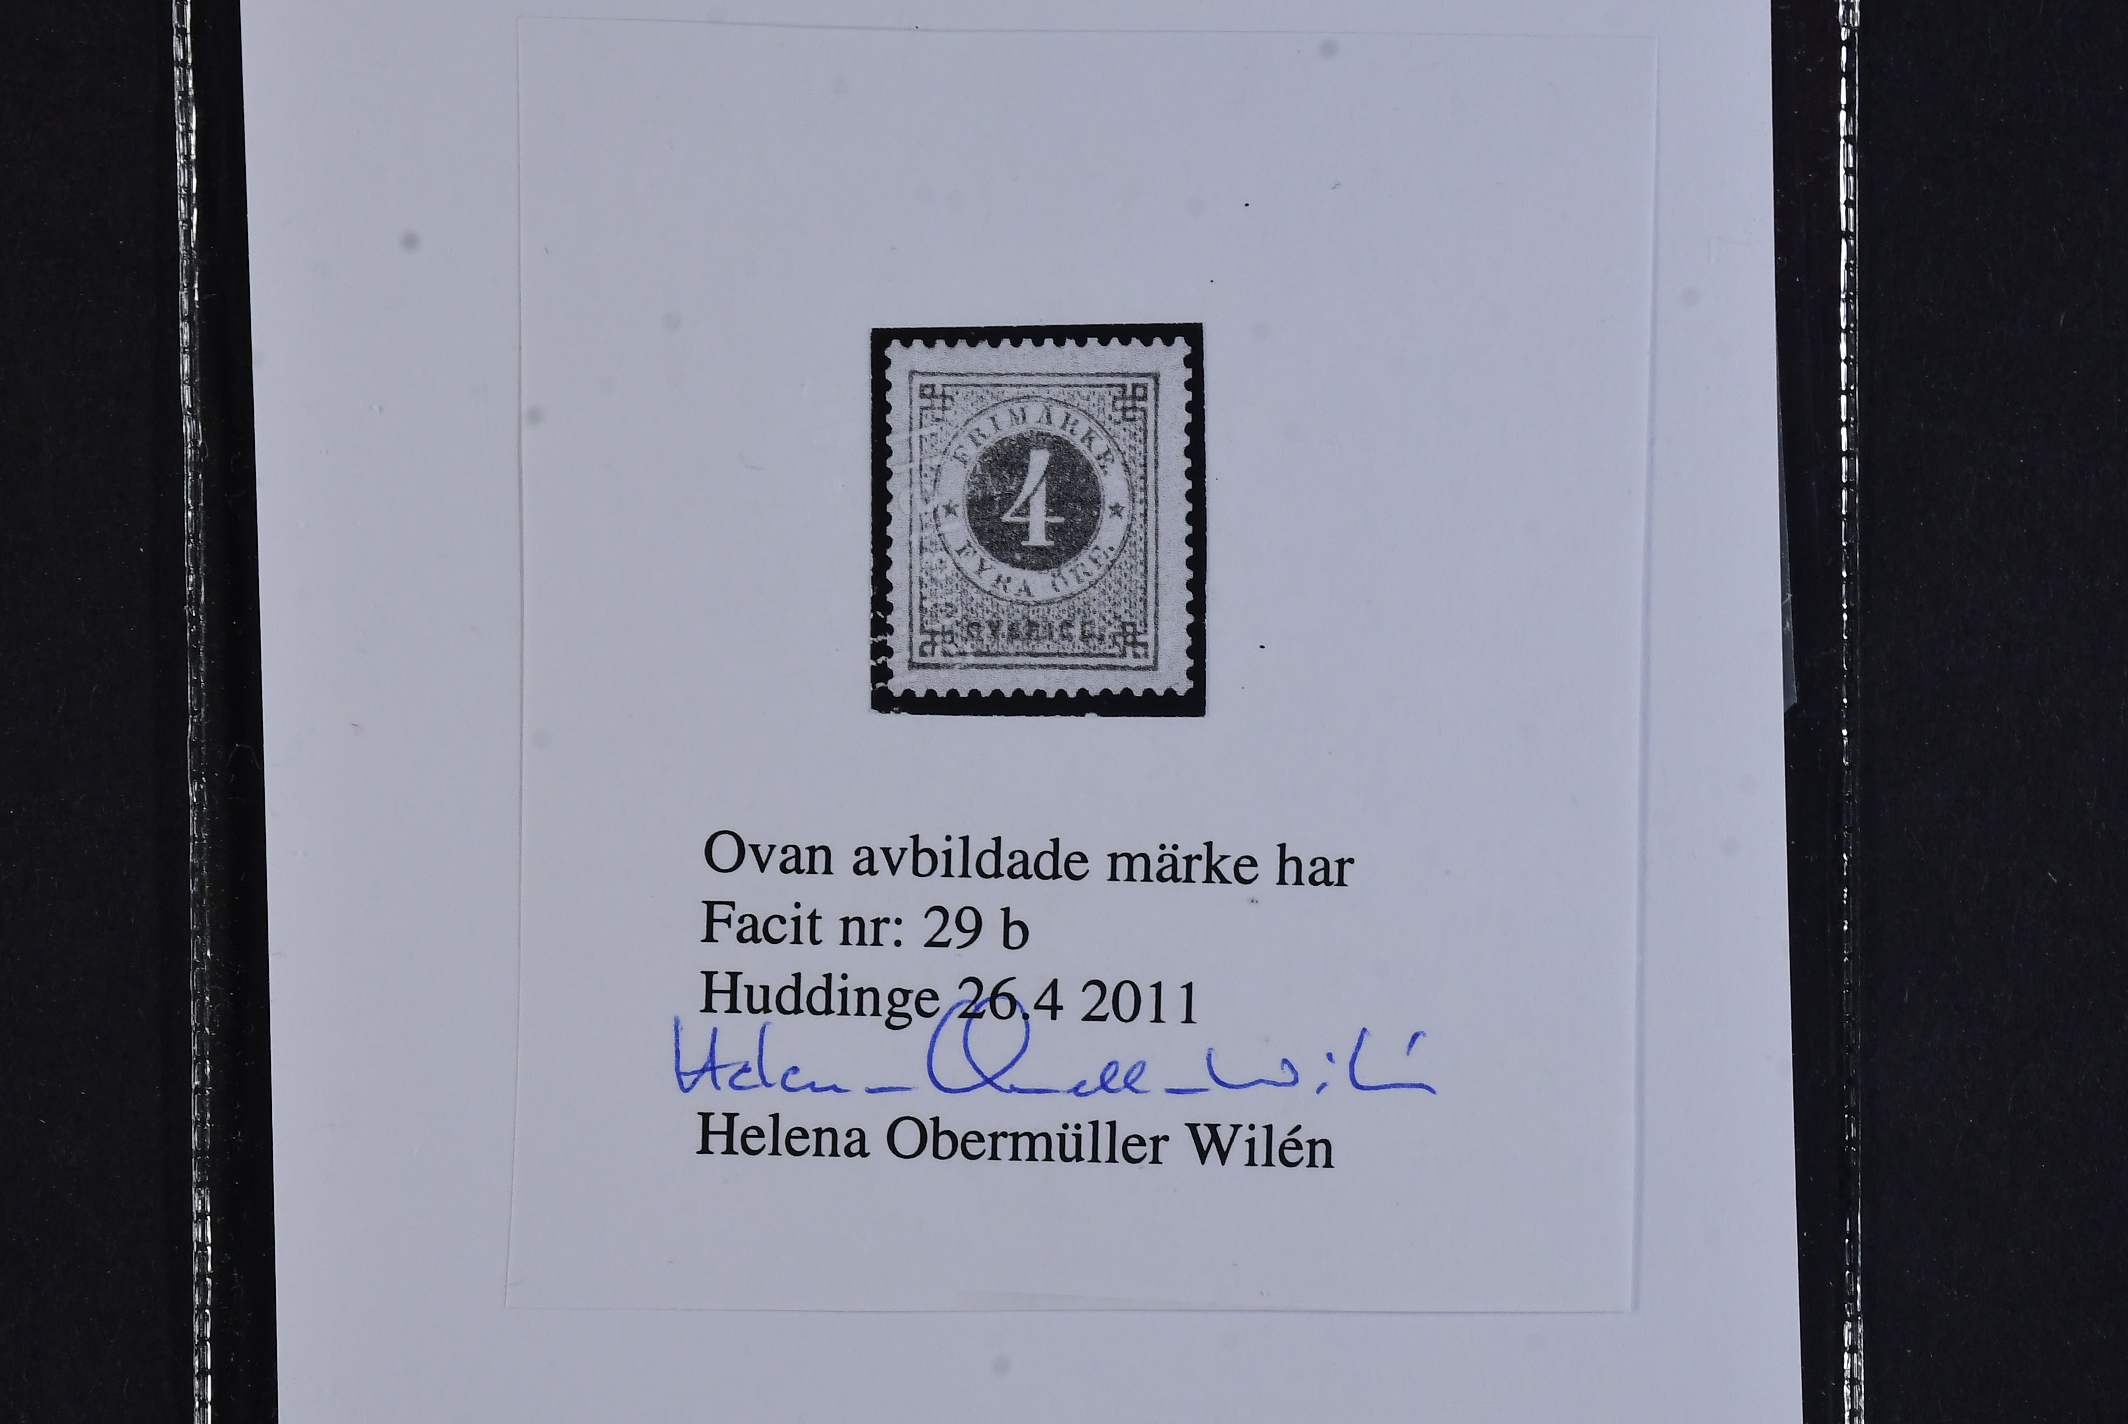 FRIMÄRKE.
4
FYRA ÖRE.
SVERIGE.
Ovan avbildade märke har
Facit nr: 29 b
Huddinge 26.4 2011
Helena Obermüller Wilén